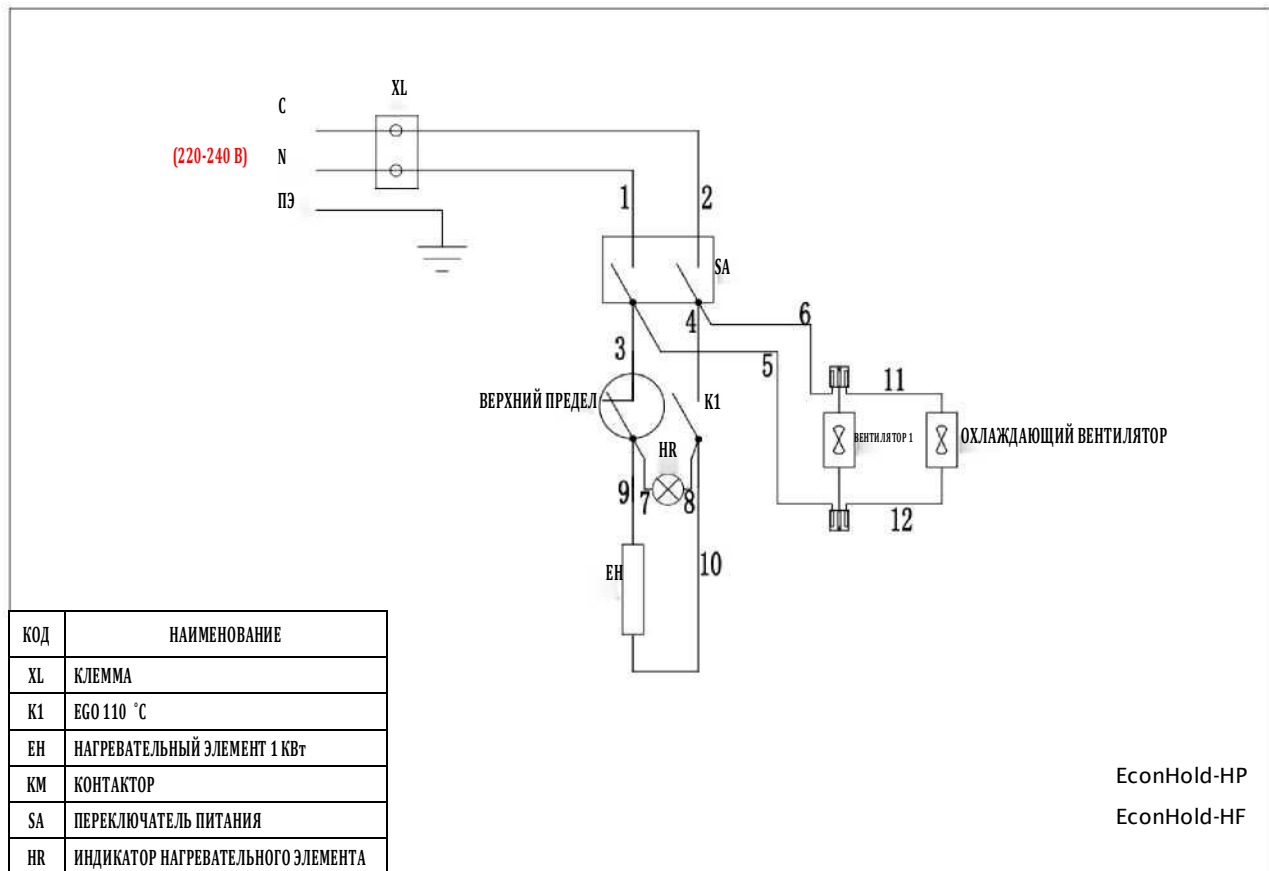 XL
С
(220-240 В) N
ПЭ
1 2
SA
4 6
3 5
ВЕРХНИЙ ПРЕДЕЛ K1 11
HR ВЕНТИЛЯТОР 1 ОХЛАЖДАЮЩИЙ ВЕНТИЛЯТОР
9 7 8 12
EH 10
КОД НАИМЕНОВАНИЕ
XL КЛЕММА
K1 EGO 110 ˚C
EH НАГРЕВАТЕЛЬНЫЙ ЭЛЕМЕНТ 1 КВт
KM КОНТАКТОР
SA ПЕРЕКЛЮЧАТЕЛЬ ПИТАНИЯ
HR ИНДИКАТОР НАГРЕВАТЕЛЬНОГО ЭЛЕМЕНТА
EconHold-HP
EconHold-HF